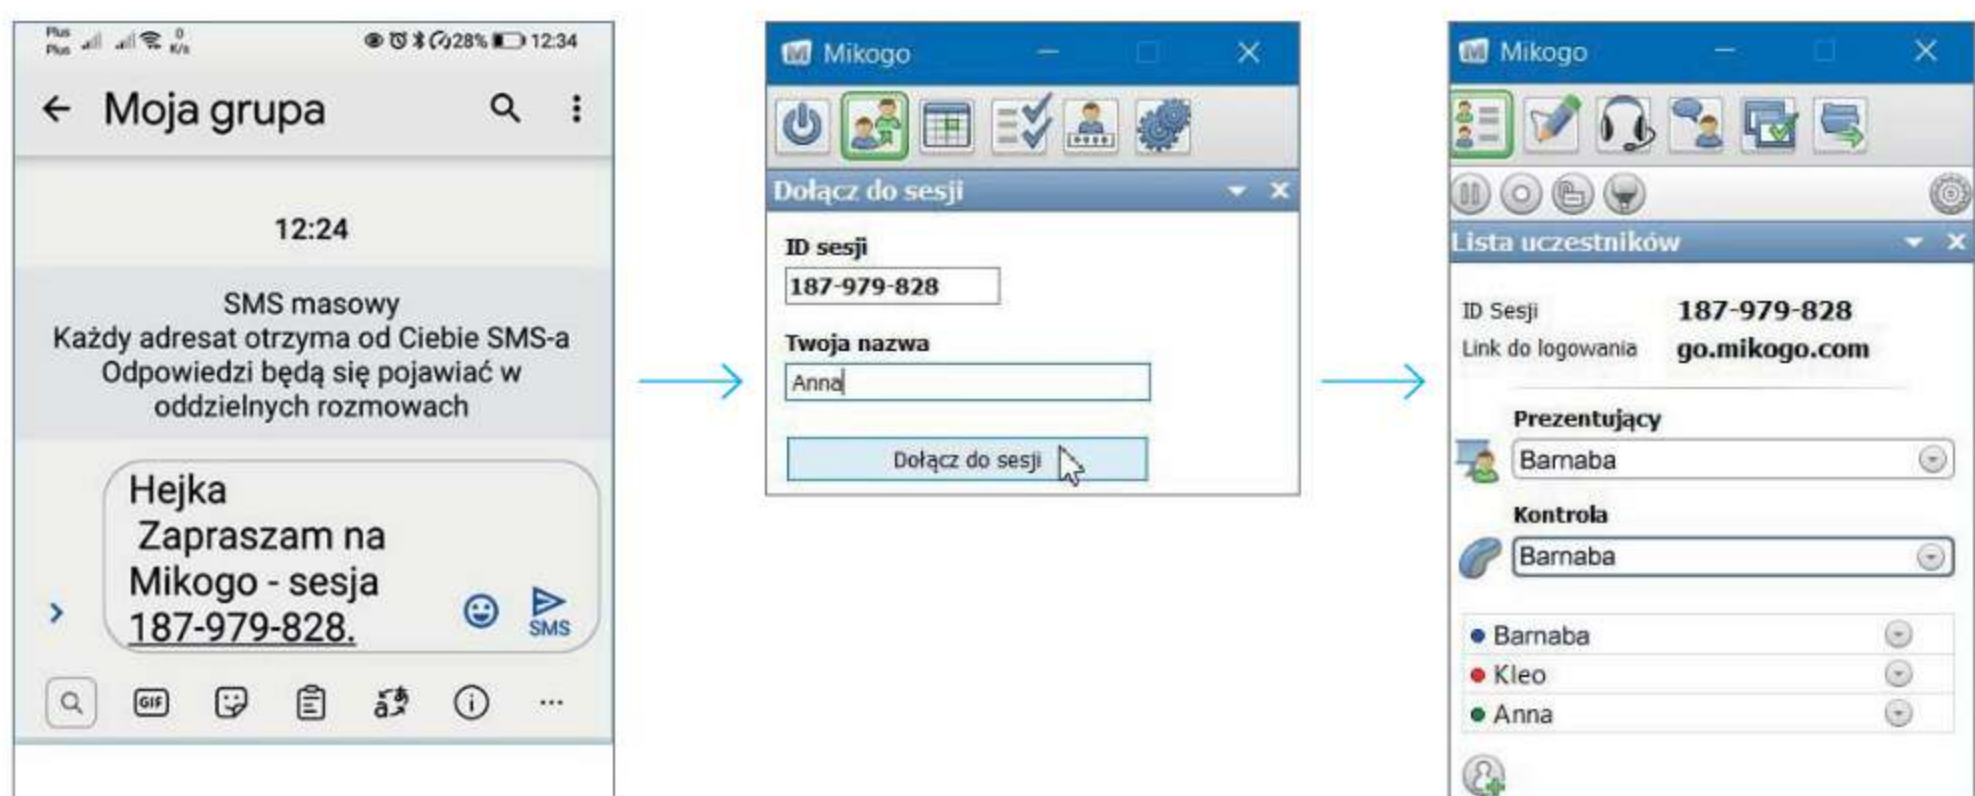 Plus
Plus
0
K/s
28% 12:34
Moja grupa
12:24
SMS masowy
Każdy adresat otrzyma od Ciebie SMS-a
Odpowiedzi będą się pojawiać w
oddzielnych rozmowach
Hejka
Zapraszam na
Mikogo - sesja
187-979-828.
SMS
GIF
Mikogo
Dołącz do sesji
ID sesji
187-979-828
Twoja nazwa
Anna
Dołącz do sesji
Mikogo
Lista uczestników
ID Sesji 187-979-828
Link do logowania go.mikogo.com
Prezentujący
Barnaba
Kontrola
Barnaba
Barnaba
Kleo
Anna